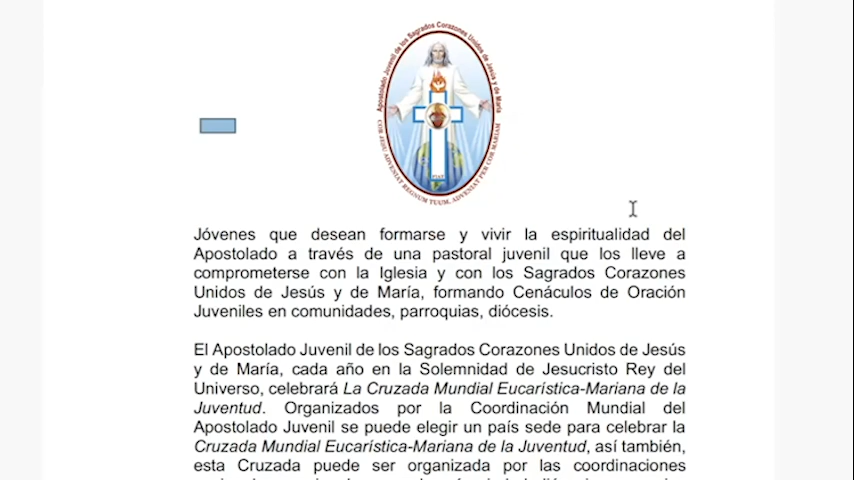 Apostolado Juvenil de los Sagrados Corazones Unidos de Jesús y de María
COR JESU ADVENIAT REGNUM TUUM, ADVENIAT PER COR MARIAM
FIAT
Jóvenes que desean formarse y vivir la espiritualidad del
Apostolado a través de una pastoral juvenil que los lleve a
comprometerse con la Iglesia y con los Sagrados Corazones
Unidos de Jesús y de María, formando Cenáculos de Oración
Juveniles en comunidades, parroquias, diócesis.
El Apostolado Juvenil de los Sagrados Corazones Unidos de Jesús
y de María, cada año en la Solemnidad de Jesucristo Rey del
Universo, celebrará La Cruzada Mundial Eucarística-Mariana de la
Juventud. Organizados por la Coordinación Mundial del
Apostolado Juvenil se puede elegir un país sede para celebrar la
Cruzada Mundial Eucarística-Mariana de la Juventud, así también,
esta Cruzada puede ser organizada por las coordinaciones